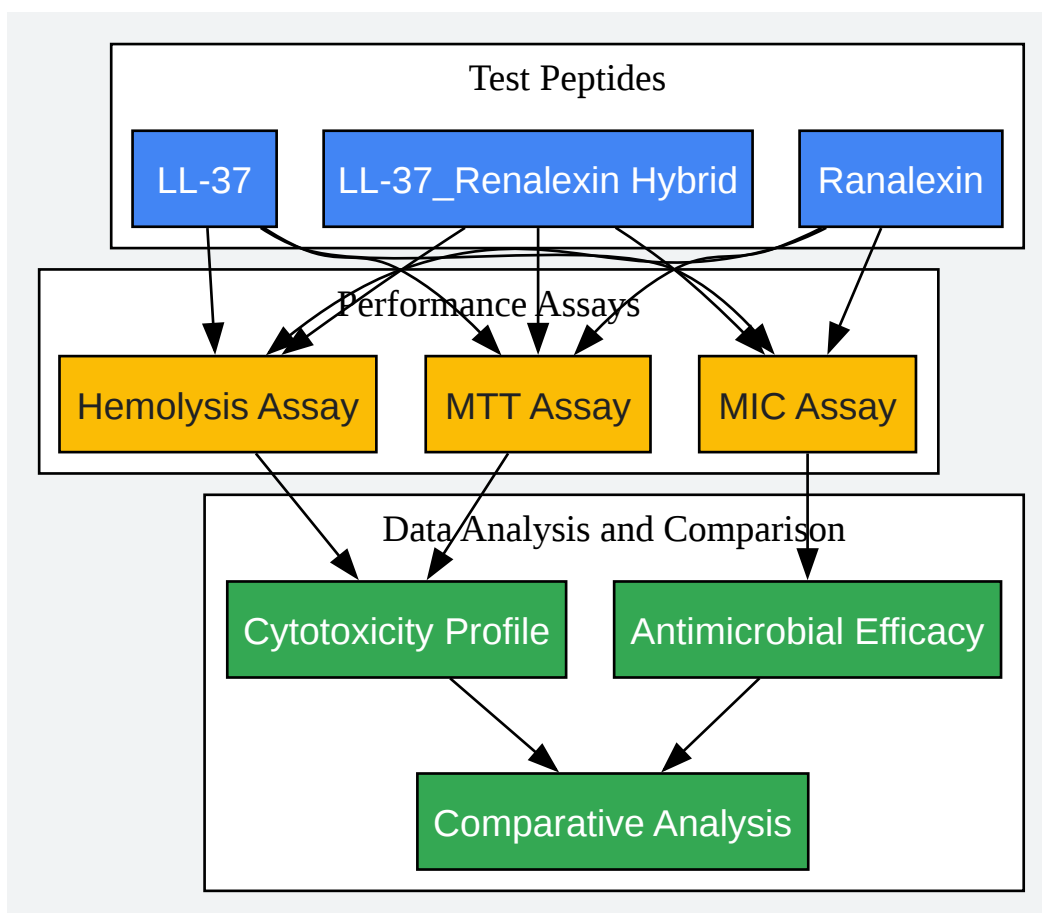 Test Peptides
LL-37
LL-37_Renalexin Hybrid
Ranalexin
Performance Assays
Hemolysis Assay
MTT Assay
MIC Assay
Data Analysis and Comparison
Cytotoxicity Profile
Antimicrobial Efficacy
Comparative Analysis